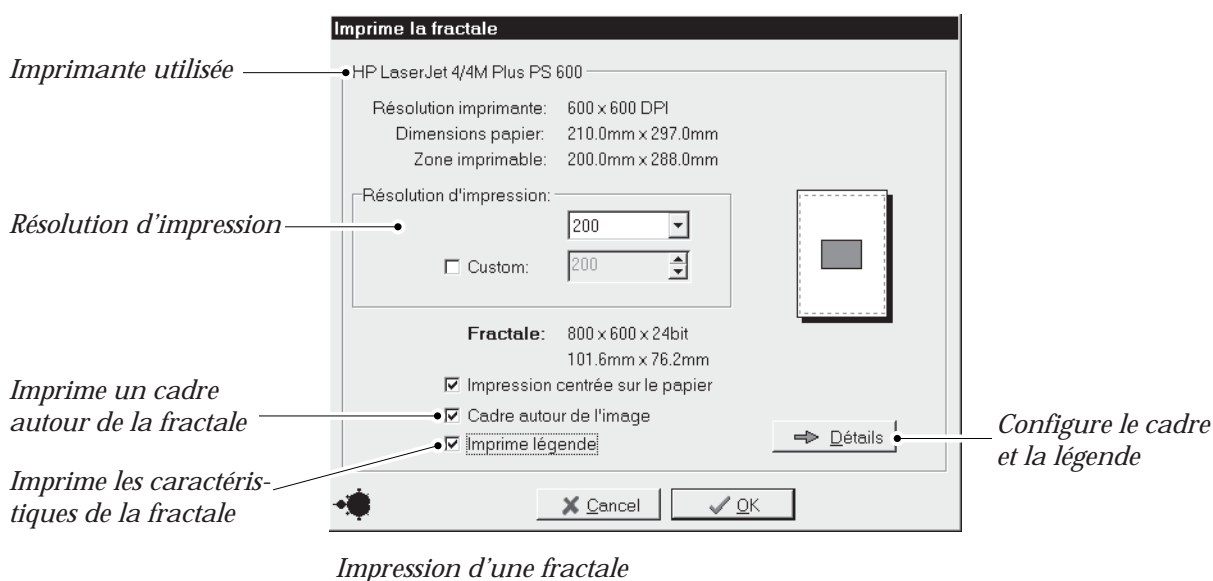 Imprime la fractale
Imprimante utilisée
HP LaserJet 4/4M Plus PS 600
Résolution imprimante: 600 x 600 DPI
Dimensions papier: 210.0mm x 297.0mm
Zone imprimable: 200.0mm x 288.0mm
Résolution d'impression:
Résolution d’impression
200
Custom: 200
Fractale: 800 x 600 x 24bit
101.6mm x 76.2mm
Impression centrée sur le papier
Imprime un cadre
autour de la fractale
Cadre autour de l'image
Imprime légende
Détails
Configure le cadre
et la légende
Imprime les caractéris-
tiques de la fractale
Cancel
OK
Impression d’une fractale